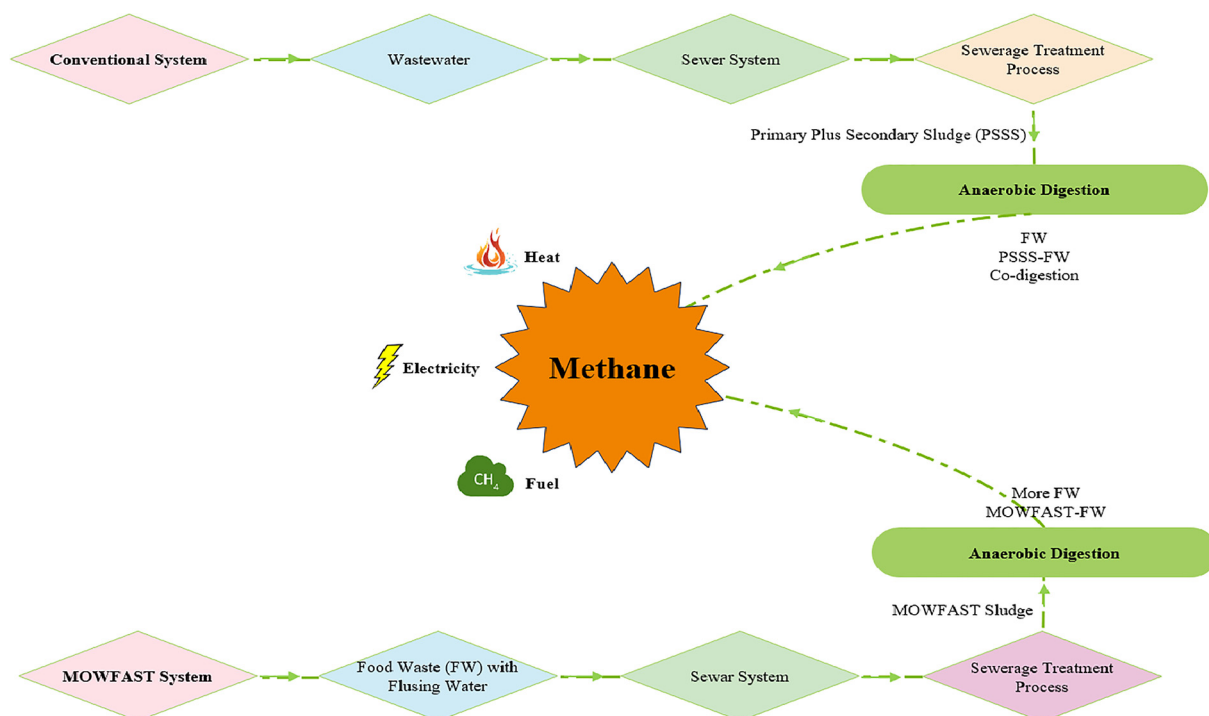 Conventional System
Wastewater
Sewer System
Sewerage Treatment
Process
Primary Plus Secondary Sludge (PSSS)
Anaerobic Digestion
FW
PSSS-FW
Co-digestion
Heat
Electricity
Methane
CH4
Fuel
More FW
MOWFAST-FW
Anaerobic Digestion
MOWFAST Sludge
MOWFAST System
Food Waste (FW) with
Flusing Water
Sewar System
Sewerage Treatment
Process